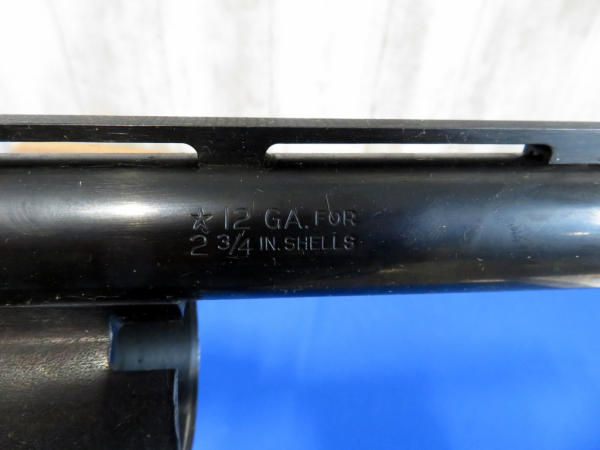 ☆ 12 GA. FOR
2 3/4 IN. SHELLS